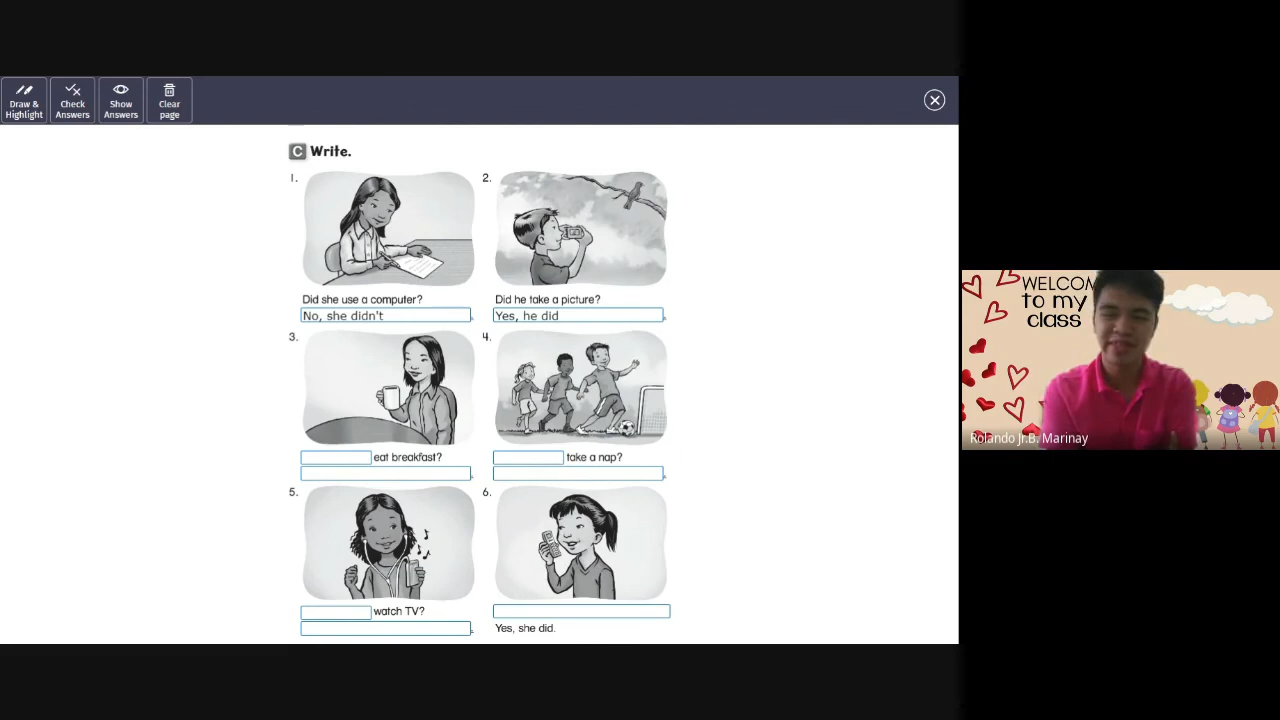 Draw &
Highlight
Check
Answers
Show
Answers
Clear
page
C Write.
1.
Did she use a computer?
No, she didn't.
2.
Did he take a picture?
Yes, he did.
3.
eat breakfast?
.
4.
take a nap?
.
5.
watch TV?
.
6.
Yes, she did.
WELCOM
to my
class
Rolando Jr.B. Marinay